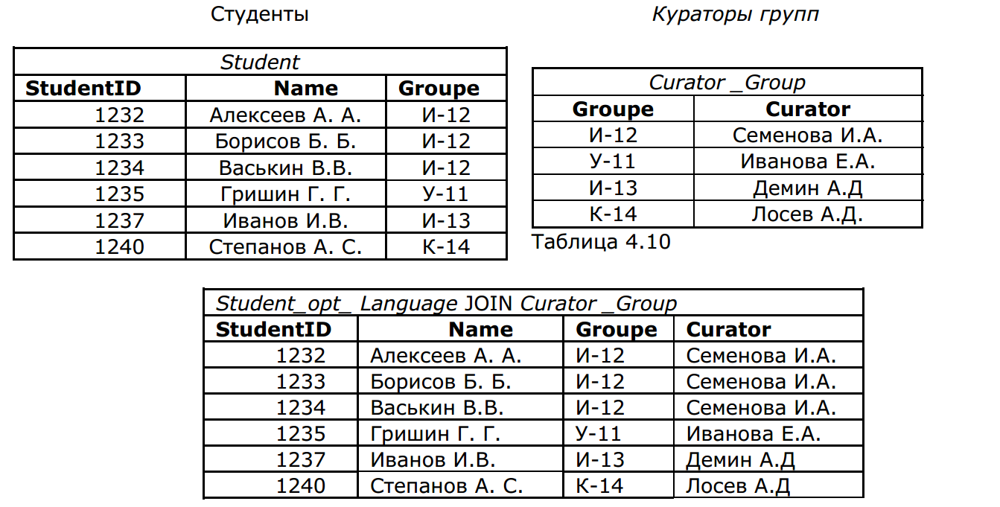 Студенты
Кураторы групп
Student
StudentID Name Groupe
1232 Алексеев А. А. И-12
1233 Борисов Б. Б. И-12
1234 Васькин В.В. И-12
1235 Гришин Г. Г. У-11
1237 Иванов И.В. И-13
1240 Степанов А. С. К-14
Curator _Group
Groupe Curator
И-12 Семенова И.А.
У-11 Иванова Е.А.
И-13 Демин А.Д
К-14 Лосев А.Д.
Таблица 4.10
Student_opt_ Language JOIN Curator _Group
StudentID Name Groupe Curator
1232 Алексеев А. А. И-12 Семенова И.А.
1233 Борисов Б. Б. И-12 Семенова И.А.
1234 Васькин В.В. И-12 Семенова И.А.
1235 Гришин Г. Г. У-11 Иванова Е.А.
1237 Иванов И.В. И-13 Демин А.Д
1240 Степанов А. С. К-14 Лосев А.Д